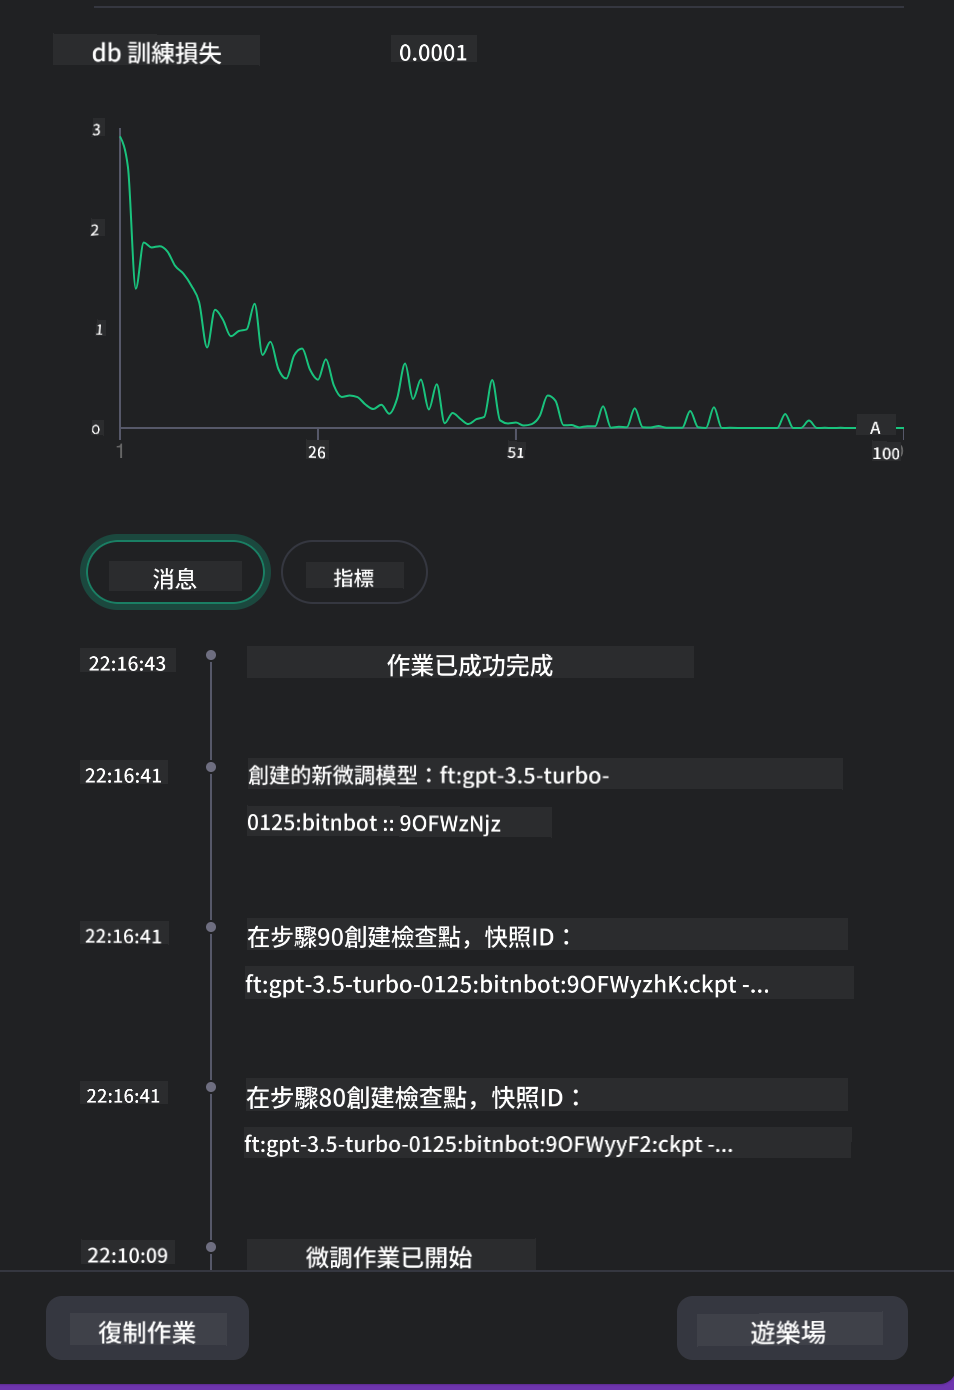 db 訓練損失
0.0001
3
2
1
0
1
26
51
A
100
消息
指標
22:16:43
作業已成功完成
22:16:41
創建的新微調模型：ft:gpt-3.5-turbo-
0125:bitnbot :: 9OFWzNjz
22:16:41
在步驟90創建檢查點，快照ID：
ft:gpt-3.5-turbo-0125:bitnbot:9OFWyzhK:ckpt -...
22:16:41
在步驟80創建檢查點，快照ID：
ft:gpt-3.5-turbo-0125:bitnbot:9OFWyyF2:ckpt -...
22:10:09
微調作業已開始
復制作業
遊樂場